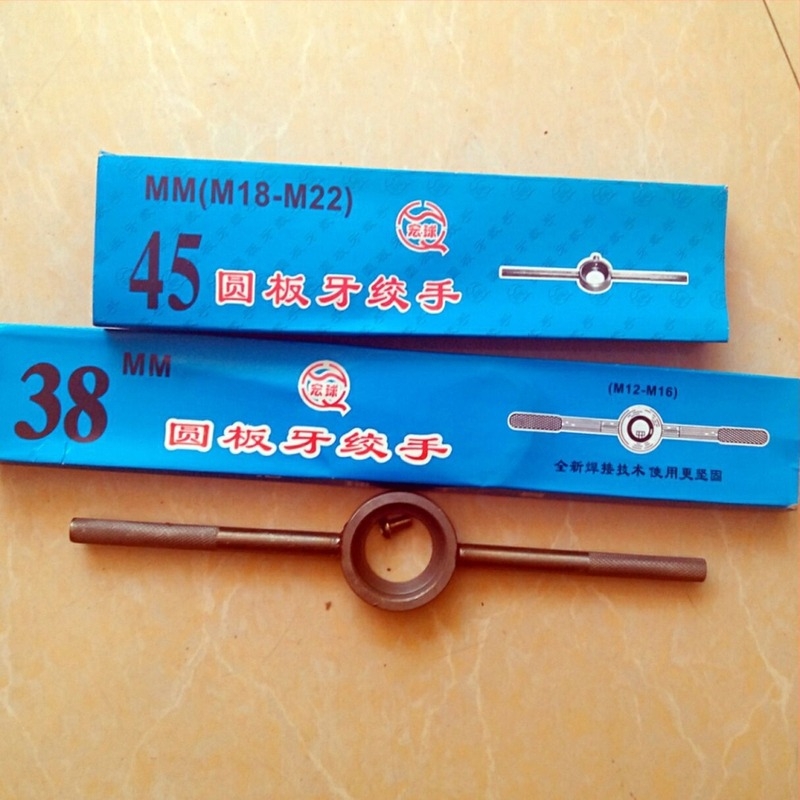 MM(M18-M22)
宏球
45 圆板牙绞手
38 MM
宏球
圆板牙绞手
(M12-M16)
全新焊接技术使用更坚固